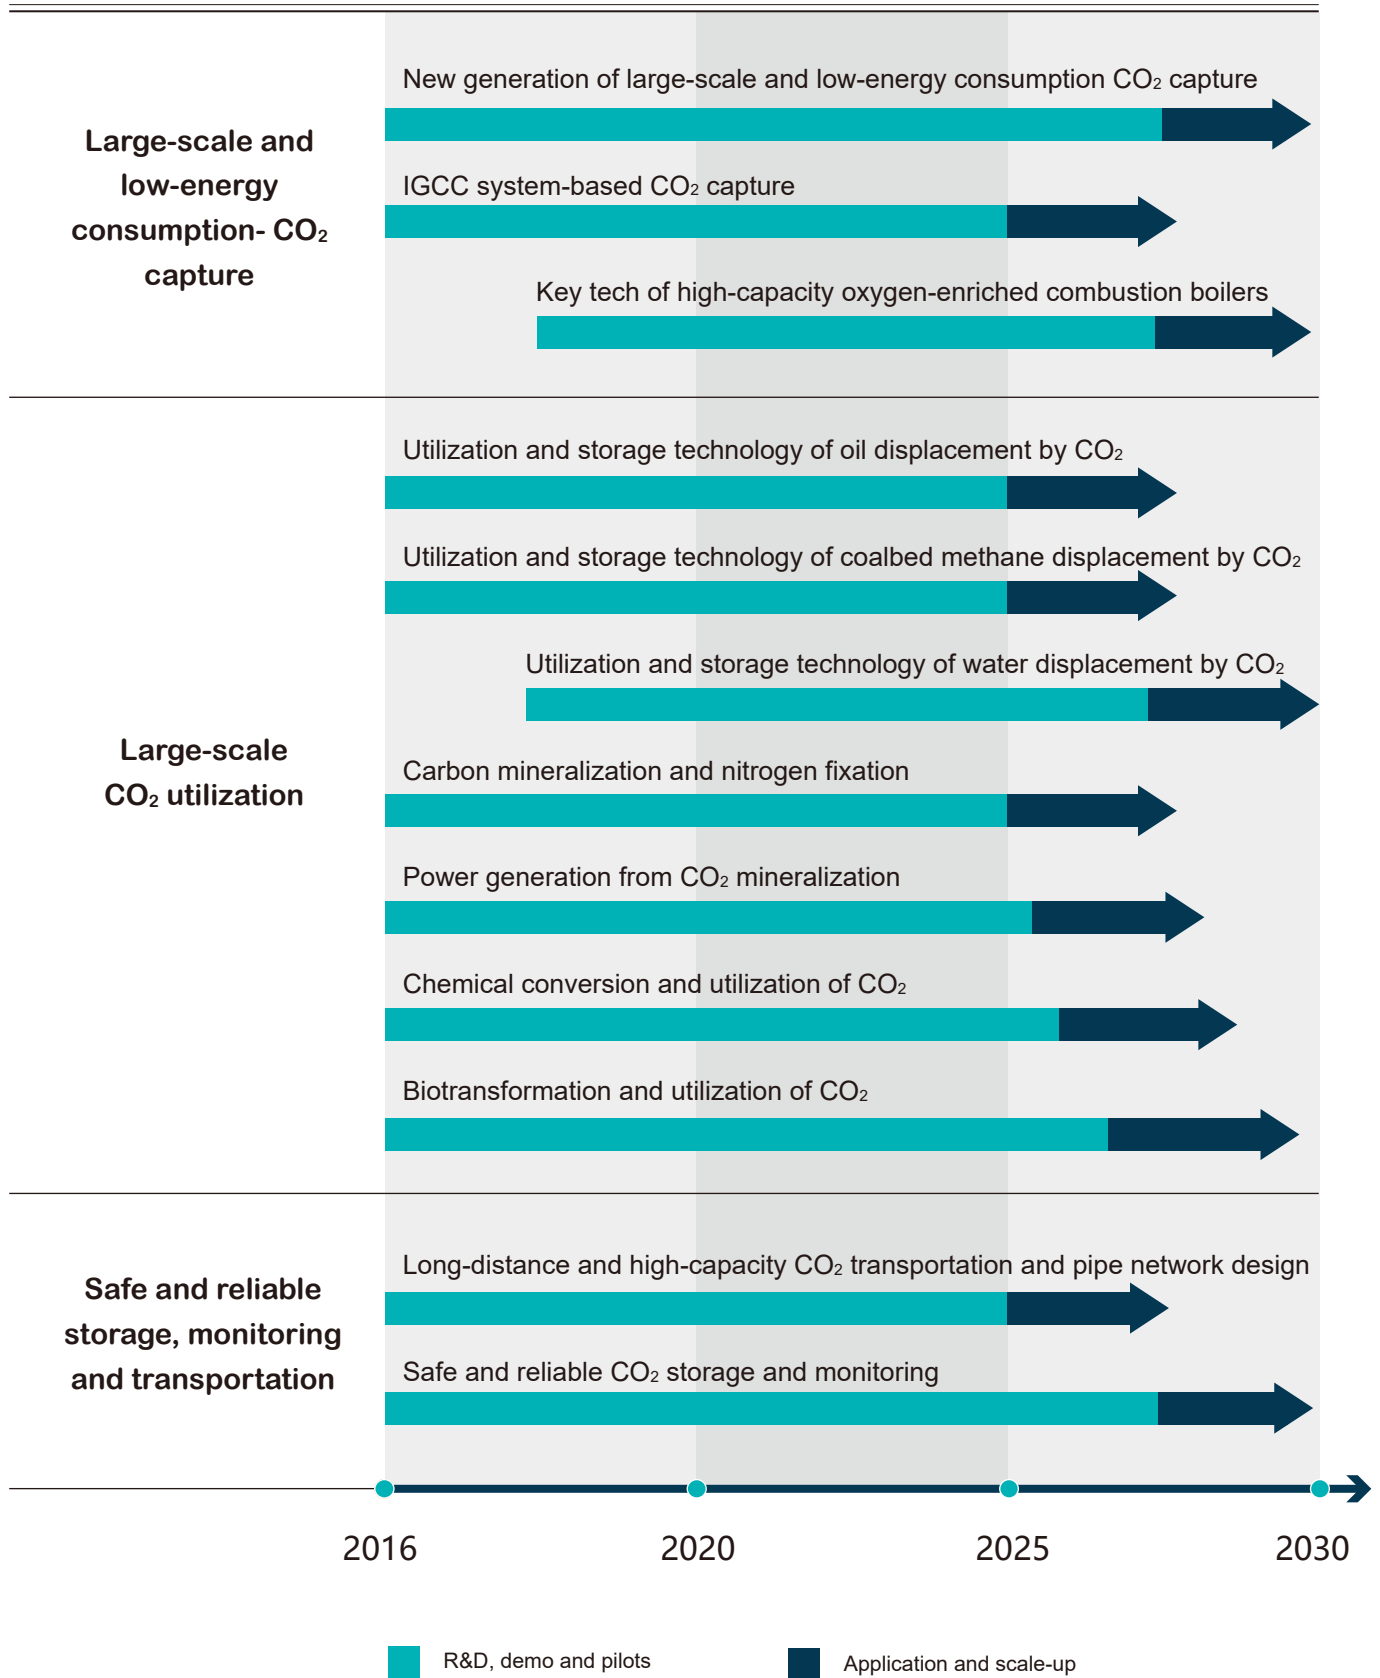 New generation of large-scale and low-energy consumption CO₂ capture
Large-scale and
low-energy
consumption- CO₂
capture
IGCC system-based CO₂ capture
Key tech of high-capacity oxygen-enriched combustion boilers
Utilization and storage technology of oil displacement by CO₂
Utilization and storage technology of coalbed methane displacement by CO₂
Utilization and storage technology of water displacement by CO₂
Large-scale
CO₂ utilization
Carbon mineralization and nitrogen fixation
Power generation from CO₂ mineralization
Chemical conversion and utilization of CO₂
Biotransformation and utilization of CO₂
Safe and reliable
storage, monitoring
and transportation
Long-distance and high-capacity CO₂ transportation and pipe network design
Safe and reliable CO₂ storage and monitoring
2016 2020 2025 2030
R&D, demo and pilots
Application and scale-up